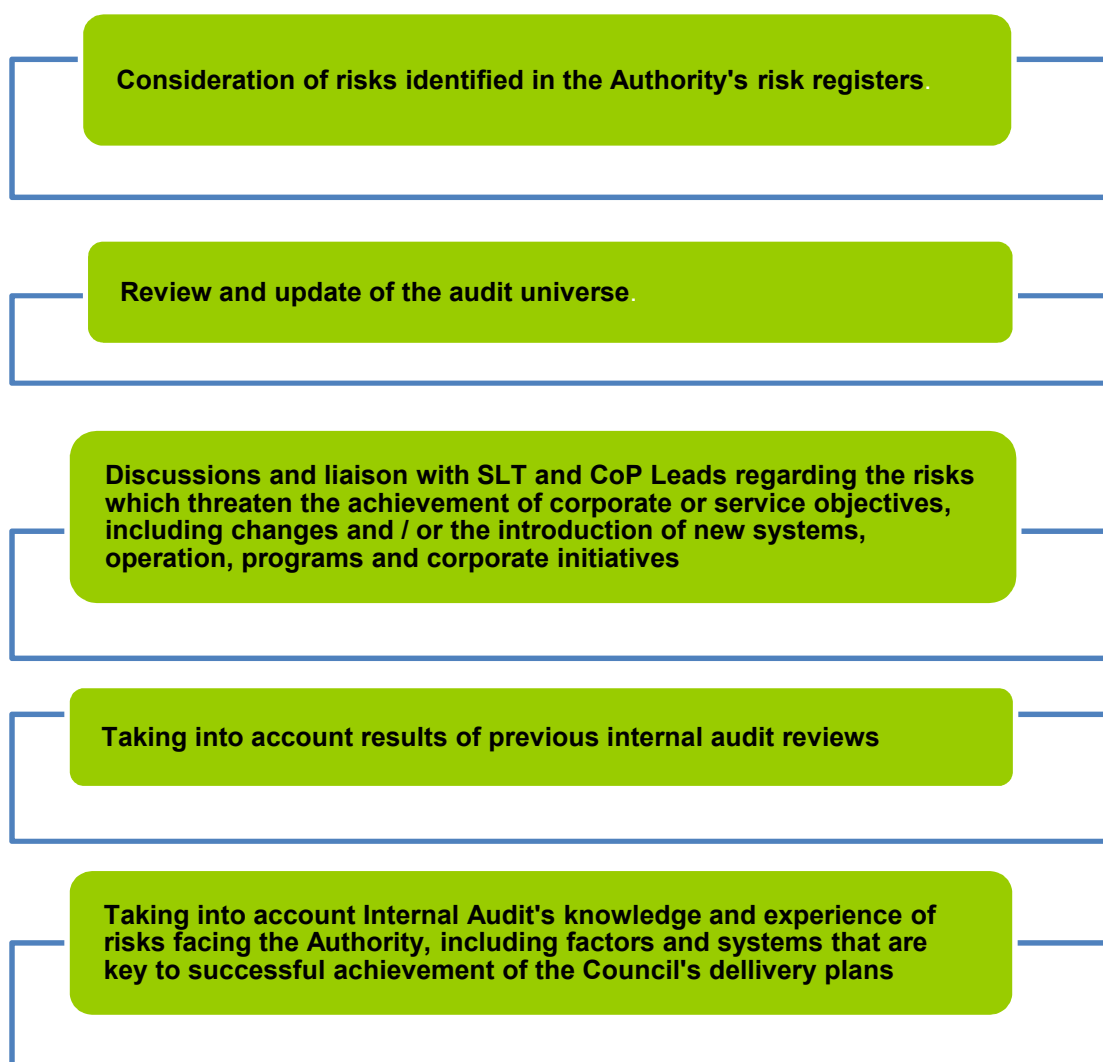 Consideration of risks identified in the Authority's risk registers.
Review and update of the audit universe.
Discussions and liaison with SLT and CoP Leads regarding the risks
which threaten the achievement of corporate or service objectives,
including changes and / or the introduction of new systems,
operation, programs and corporate initiatives
Taking into account results of previous internal audit reviews
Taking into account Internal Audit's knowledge and experience of
risks facing the Authority, including factors and systems that are
key to successful achievement of the Council's dellivery plans